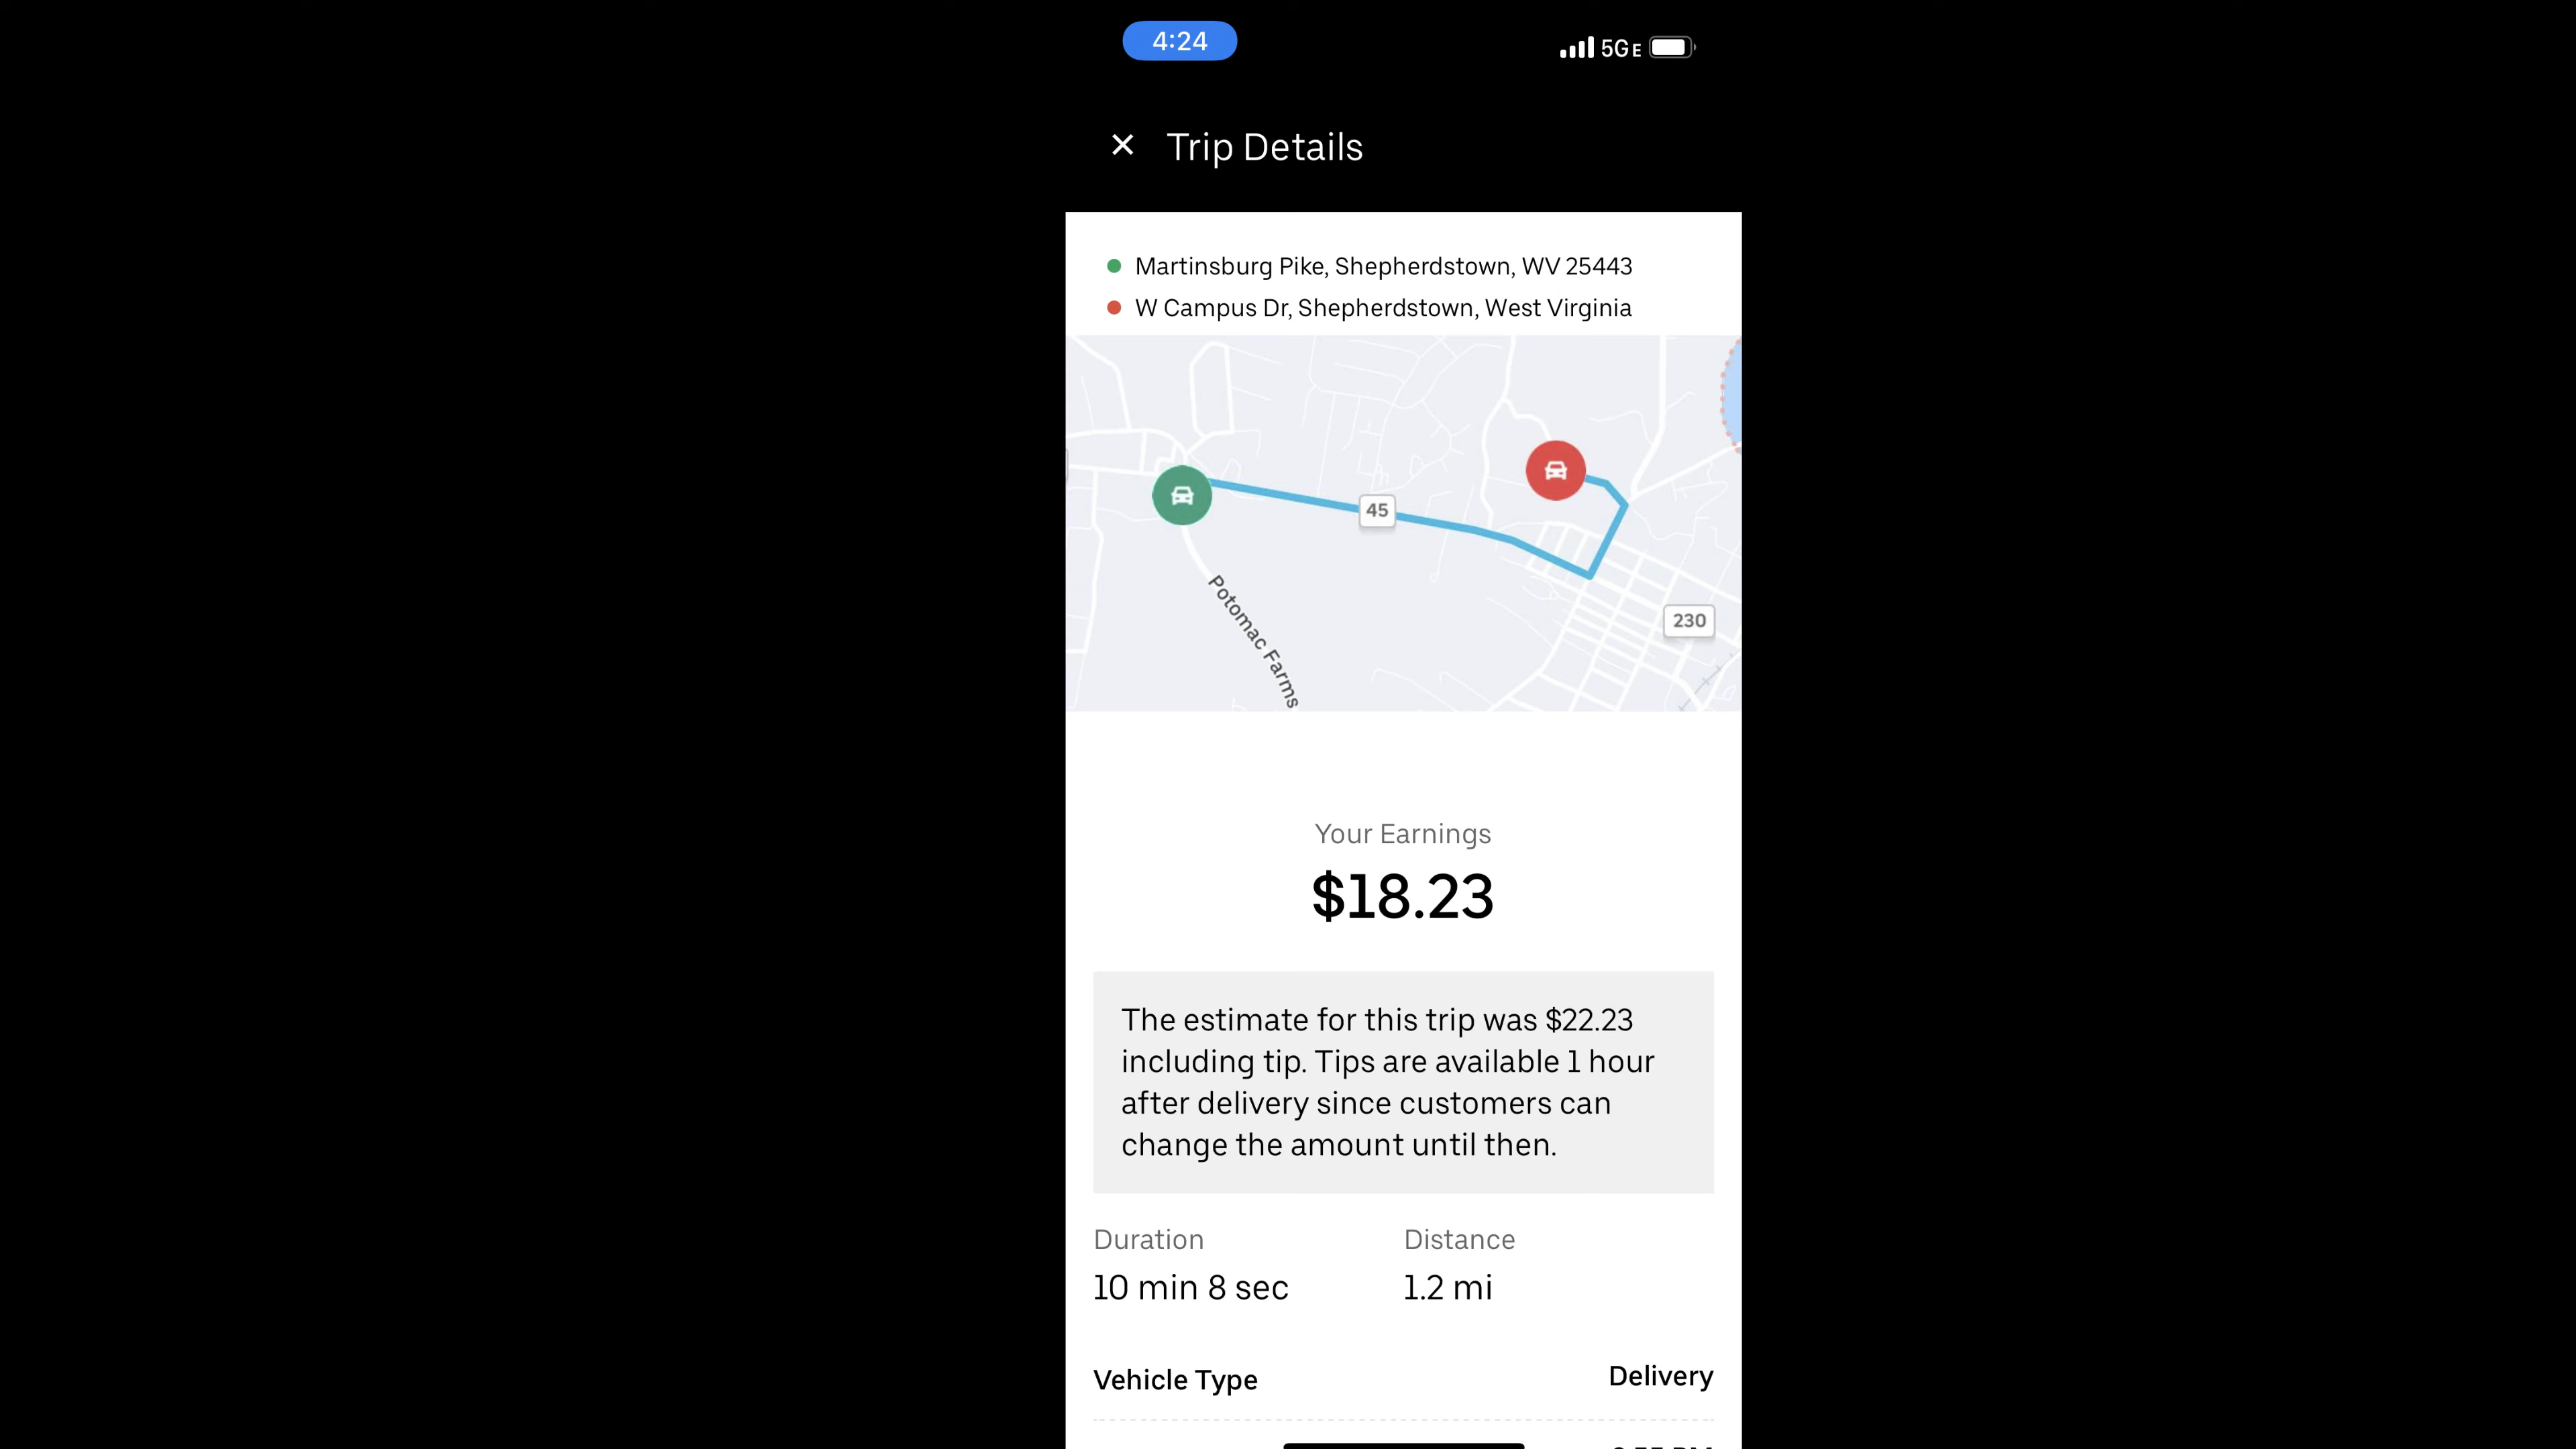 4:24
5GE
Trip Details
Martinsburg Pike, Shepherdstown, WV 25443
W Campus Dr, Shepherdstown, West Virginia
45
Potomac Farms
230
Your Earnings
$18.23
The estimate for this trip was $22.23
including tip. Tips are available 1 hour
after delivery since customers can
change the amount until then.
Duration
Distance
10 min 8 sec
1.2 mi
Vehicle Type
Delivery